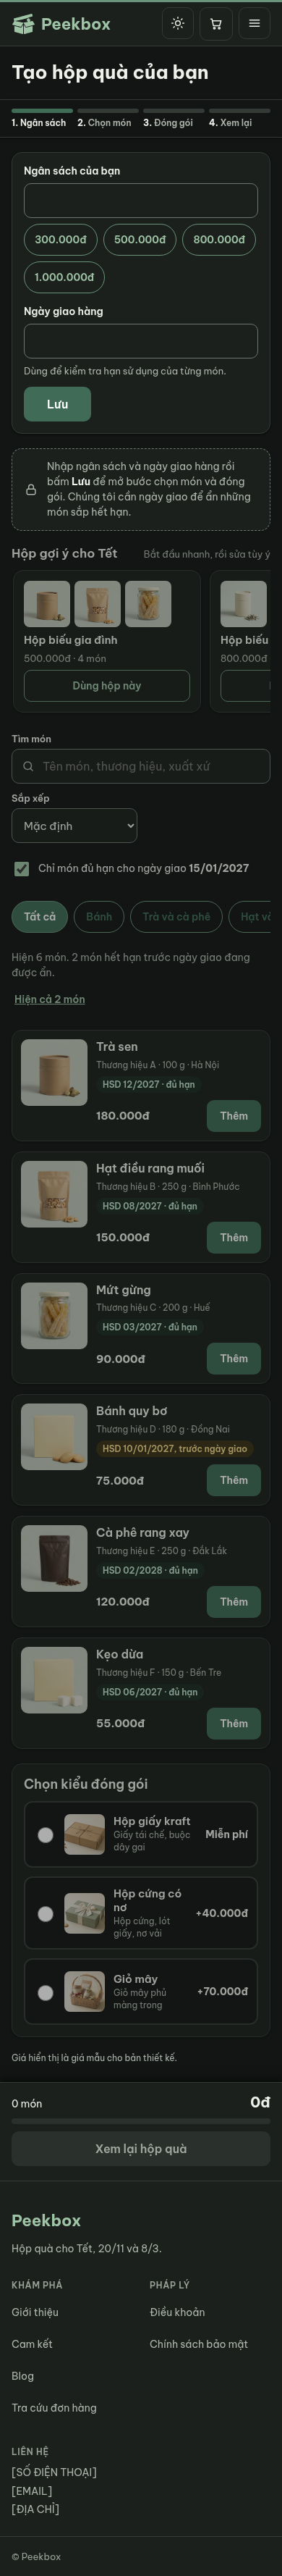 Peekbox
Tạo hộp quà của bạn
1. Ngân sách
2. Chọn món
3. Đóng gói
4. Xem lại
Ngân sách của bạn
300.000đ
500.000đ
800.000đ
1.000.000đ
Ngày giao hàng
Dùng để kiểm tra hạn sử dụng của từng món.
Lưu
Nhập ngân sách và ngày giao hàng rồi
bấm Lưu để mở bước chọn món và đóng
gói. Chúng tôi cần ngày giao để ẩn những
món sắp hết hạn.
Hộp gợi ý cho Tết
Bắt đầu nhanh, rồi sửa tùy ý
Hộp biếu gia đình
500.000đ · 4 món
Dùng hộp này
Hộp biếu
800.000đ ·
Tìm món
Tên món, thương hiệu, xuất xứ
Sắp xếp
Mặc định
Chỉ món đủ hạn cho ngày giao 15/01/2027
Tất cả
Bánh
Trà và cà phê
Hạt và
Hiện 6 món. 2 món hết hạn trước ngày giao đang
được ẩn.
Hiện cả 2 món
Trà sen
Thương hiệu A · 100 g · Hà Nội
HSD 12/2027 · đủ hạn
180.000đ
Thêm
Hạt điều rang muối
Thương hiệu B · 250 g · Bình Phước
HSD 08/2027 · đủ hạn
150.000đ
Thêm
Mứt gừng
Thương hiệu C · 200 g · Huế
HSD 03/2027 · đủ hạn
90.000đ
Thêm
Bánh quy bơ
Thương hiệu D · 180 g · Đồng Nai
HSD 10/01/2027, trước ngày giao
75.000đ
Thêm
Cà phê rang xay
Thương hiệu E · 250 g · Đắk Lắk
HSD 02/2028 · đủ hạn
120.000đ
Thêm
Kẹo dừa
Thương hiệu F · 150 g · Bến Tre
HSD 06/2027 · đủ hạn
55.000đ
Thêm
Chọn kiểu đóng gói
Hộp giấy kraft
Giấy tái chế, buộc
dây gai
Miễn phí
Hộp cứng có
nơ
Hộp cứng, lót
giấy, nơ vải
+40.000đ
Giỏ mây
Giỏ mây phủ
màng trong
+70.000đ
Giá hiển thị là giá mẫu cho bản thiết kế.
0 món
0đ
Xem lại hộp quà
Peekbox
Hộp quà cho Tết, 20/11 và 8/3.
KHÁM PHÁ
PHÁP LÝ
Giới thiệu
Điều khoản
Cam kết
Chính sách bảo mật
Blog
Tra cứu đơn hàng
LIÊN HỆ
[SỐ ĐIỆN THOẠI]
[EMAIL]
[ĐỊA CHỈ]
© Peekbox